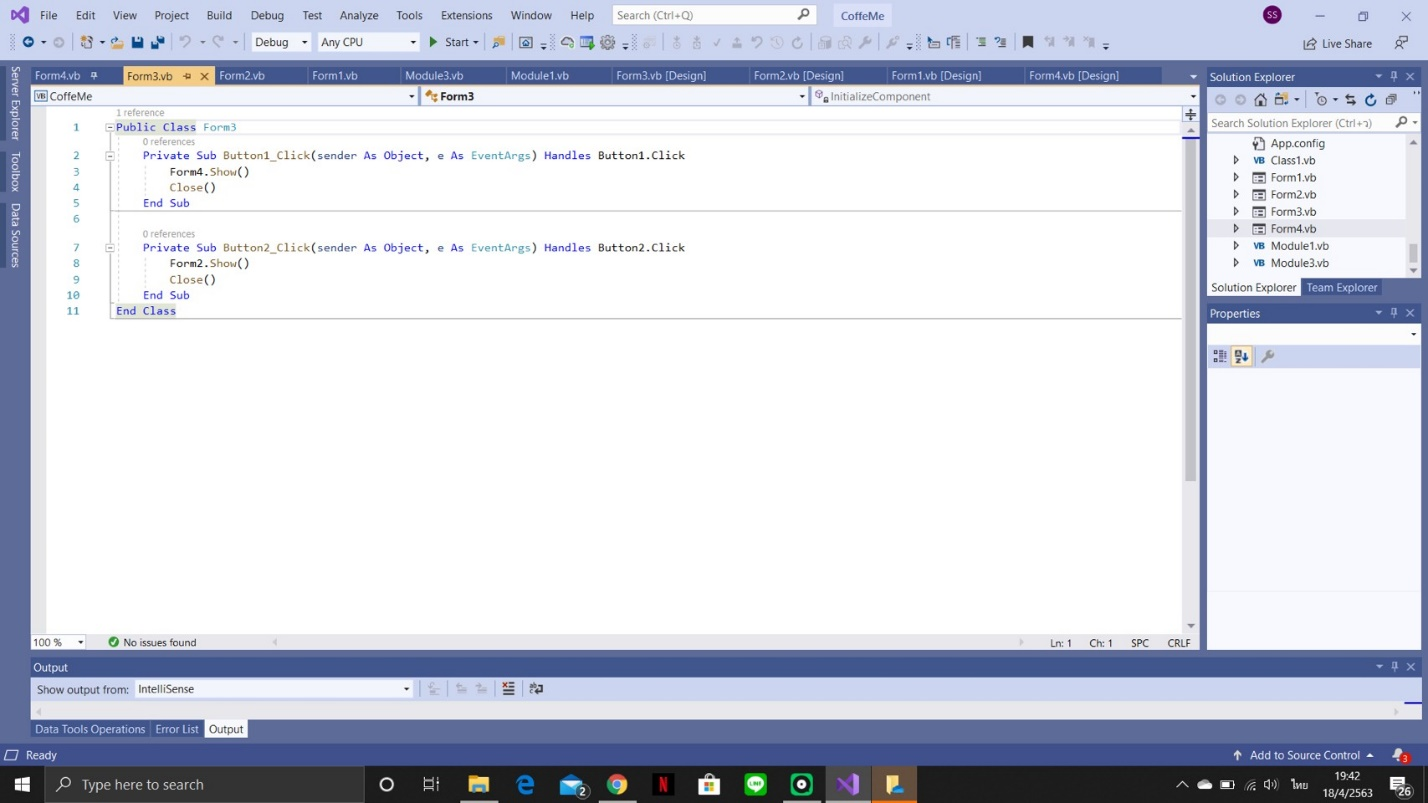 File Edit View Project Build Debug Test Analyze Tools Extensions Window Help Search (Ctrl+Q) CoffeMe SS
Debug Any CPU Start Live Share
Server Explorer
Toolbox
Data Sources
Form4.vb Form3.vb Form2.vb Form1.vb Module3.vb Module1.vb Form3.vb [Design] Form2.vb [Design] Form1.vb [Design] Form4.vb [Design]
VB CoffeMe Form3 InitializeComponent
1 reference
1 Public Class Form3
0 references
2 Private Sub Button1_Click(sender As Object, e As EventArgs) Handles Button1.Click
3 Form4.Show()
4 Close()
5 End Sub
6
0 references
7 Private Sub Button2_Click(sender As Object, e As EventArgs) Handles Button2.Click
8 Form2.Show()
9 Close()
10 End Sub
11 End Class
100 % No issues found Ln: 1 Ch: 1 SPC CRLF
Solution Explorer
Search Solution Explorer (Ctrl+ว)
App.config
VB Class1.vb
Form1.vb
Form2.vb
Form3.vb
Form4.vb
VB Module1.vb
VB Module3.vb
Solution Explorer Team Explorer
Properties
Output
Show output from: IntelliSense
Data Tools Operations Error List Output
Ready Add to Source Control 3
Type here to search 2 N LINE ไทย 19:42
18/4/2563 26